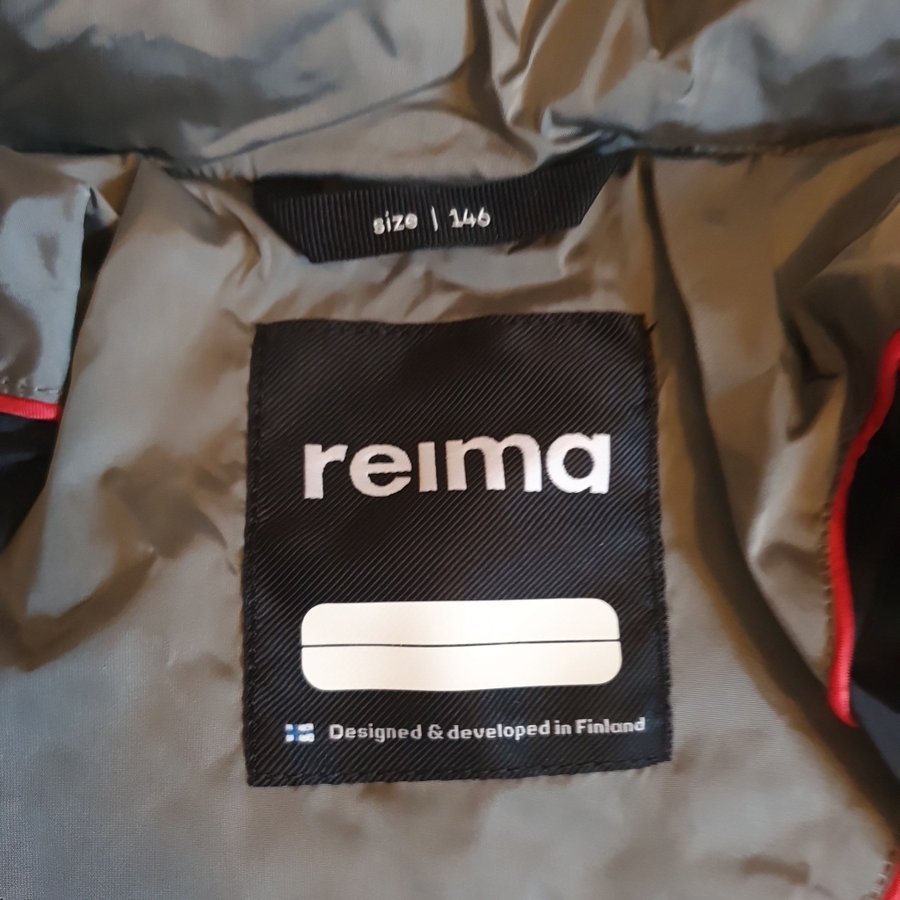 size | 146
reima
Designed & developed in Finland